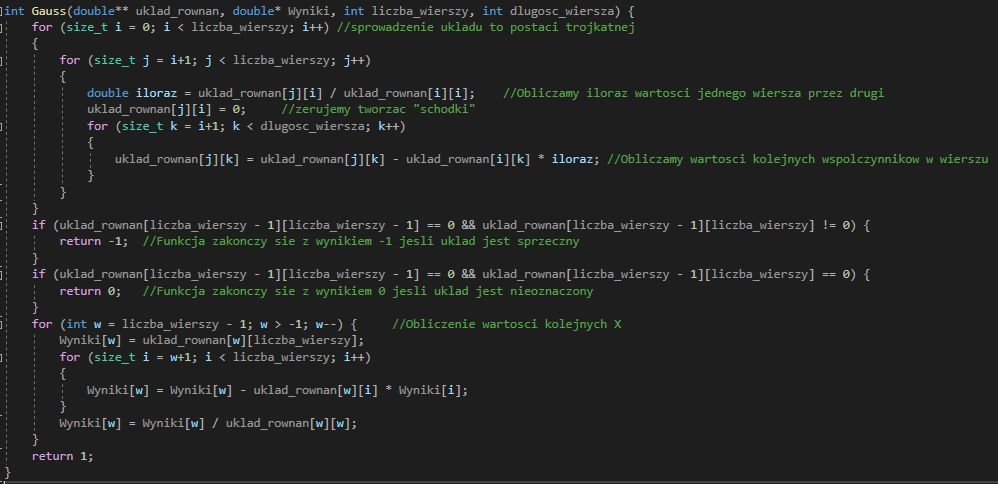 int Gauss(double** uklad_rownan, double* Wyniki, int liczba_wierszy, int dlugosc_wiersza) {
    for (size_t i = 0; i < liczba_wierszy; i++) //sprowadzenie ukladu to postaci trojkatnej
    {
        for (size_t j = i+1; j < liczba_wierszy; j++)
        {
            double iloraz = uklad_rownan[j][i] / uklad_rownan[i][i];    //Obliczamy iloraz wartosci jednego wiersza przez drugi
            uklad_rownan[j][i] = 0;     //zerujemy tworzac "schodki"
            for (size_t k = i+1; k < dlugosc_wiersza; k++)
            {
                uklad_rownan[j][k] = uklad_rownan[j][k] - uklad_rownan[i][k] * iloraz; //Obliczamy wartosci kolejnych wspolczynnikow w wierszu
            }
        }
    }
    if (uklad_rownan[liczba_wierszy - 1][liczba_wierszy - 1] == 0 && uklad_rownan[liczba_wierszy - 1][liczba_wierszy] != 0) {
        return -1;  //Funkcja zakonczy sie z wynikiem -1 jesli uklad jest sprzeczny
    }
    if (uklad_rownan[liczba_wierszy - 1][liczba_wierszy - 1] == 0 && uklad_rownan[liczba_wierszy - 1][liczba_wierszy] == 0) {
        return 0;   //Funkcja zakonczy sie z wynikiem 0 jesli uklad jest nieoznaczony
    }
    for (int w = liczba_wierszy - 1; w > -1; w--) {     //Obliczenie wartosci kolejnych X
        Wyniki[w] = uklad_rownan[w][liczba_wierszy];
        for (size_t i = w+1; i < liczba_wierszy; i++)
        {
            Wyniki[w] = Wyniki[w] - uklad_rownan[w][i] * Wyniki[i];
        }
        Wyniki[w] = Wyniki[w] / uklad_rownan[w][w];
    }
    return 1;
}